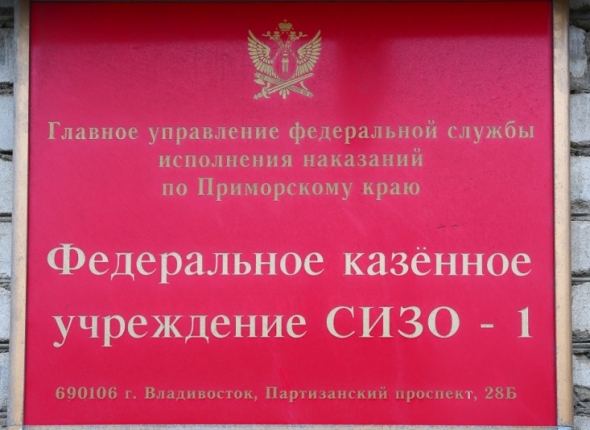 Главное управление федеральной службы
исполнения наказаний
по Приморскому краю
Федеральное казённое
учреждение СИЗО - 1
690106 г. Владивосток, Партизанский проспект, 28Б